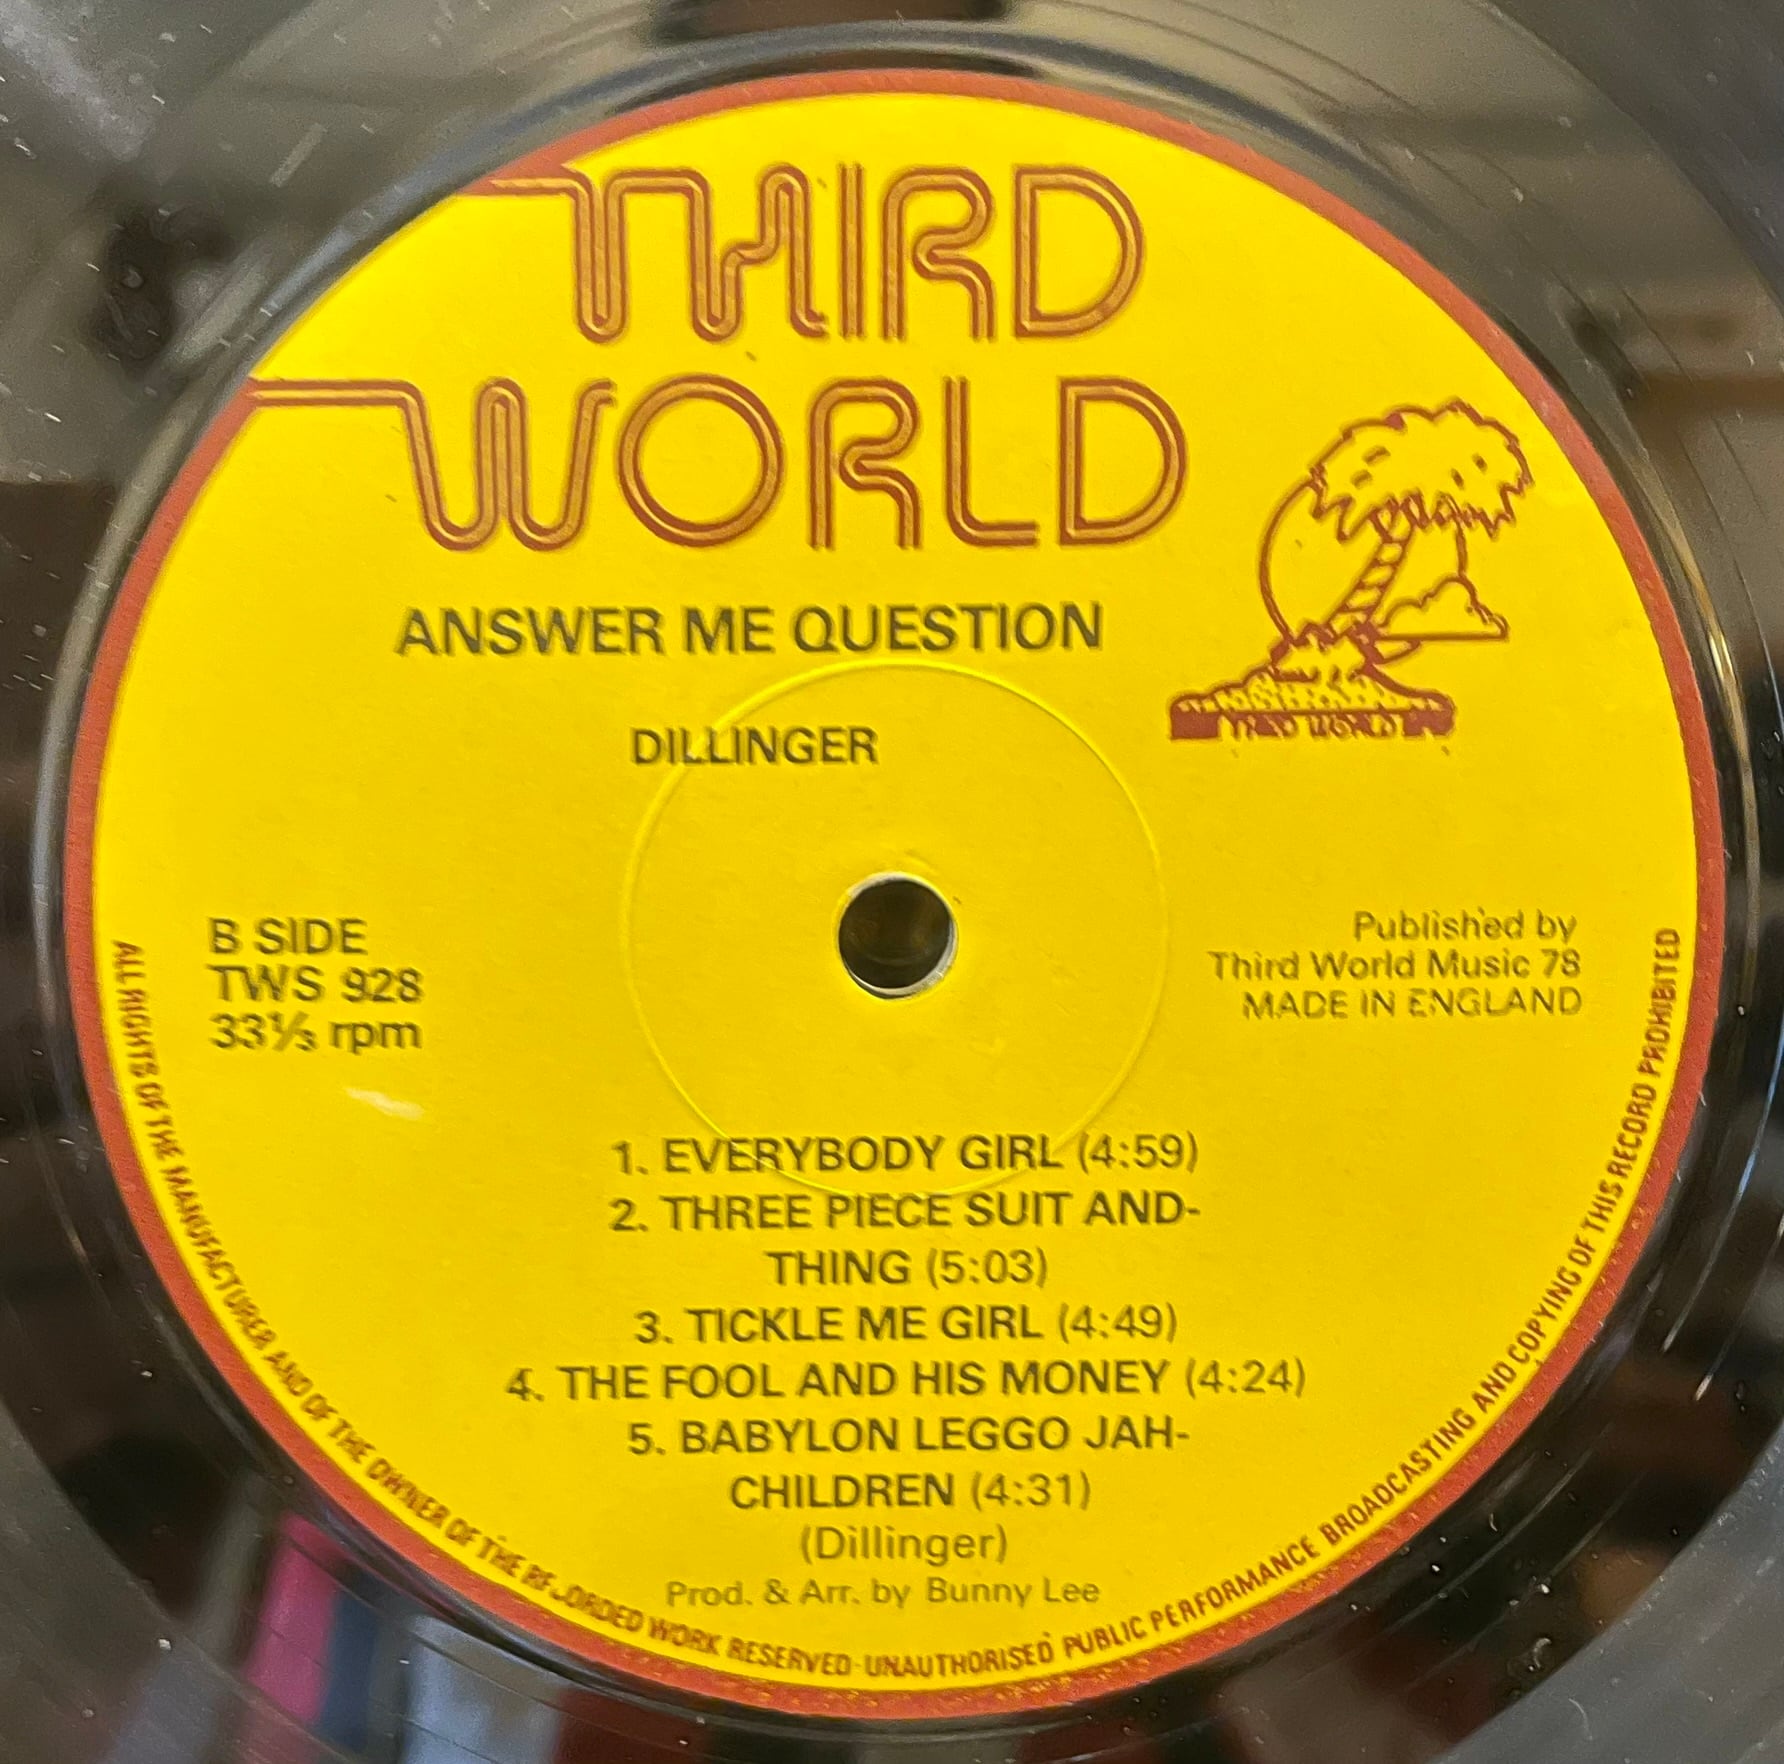 THIRD
WORLD
THIRD WORLD
ANSWER ME QUESTION
DILLINGER
B SIDE
TWS 928
33⅓ rpm
Published by
Third World Music 78
MADE IN ENGLAND
1. EVERYBODY GIRL (4:59)
2. THREE PIECE SUIT AND-
THING (5:03)
3. TICKLE ME GIRL (4:49)
4. THE FOOL AND HIS MONEY (4:24)
5. BABYLON LEGGO JAH-
CHILDREN (4:31)
(Dillinger)
Prod. & Arr. by Bunny Lee
ALL RIGHTS OF THE MANUFACTURER AND OF THE OWNER OF THE RECORDED WORK RESERVED-UNAUTHORISED PUBLIC PERFORMANCE BROADCASTING AND COPYING OF THIS RECORD PROHIBITED